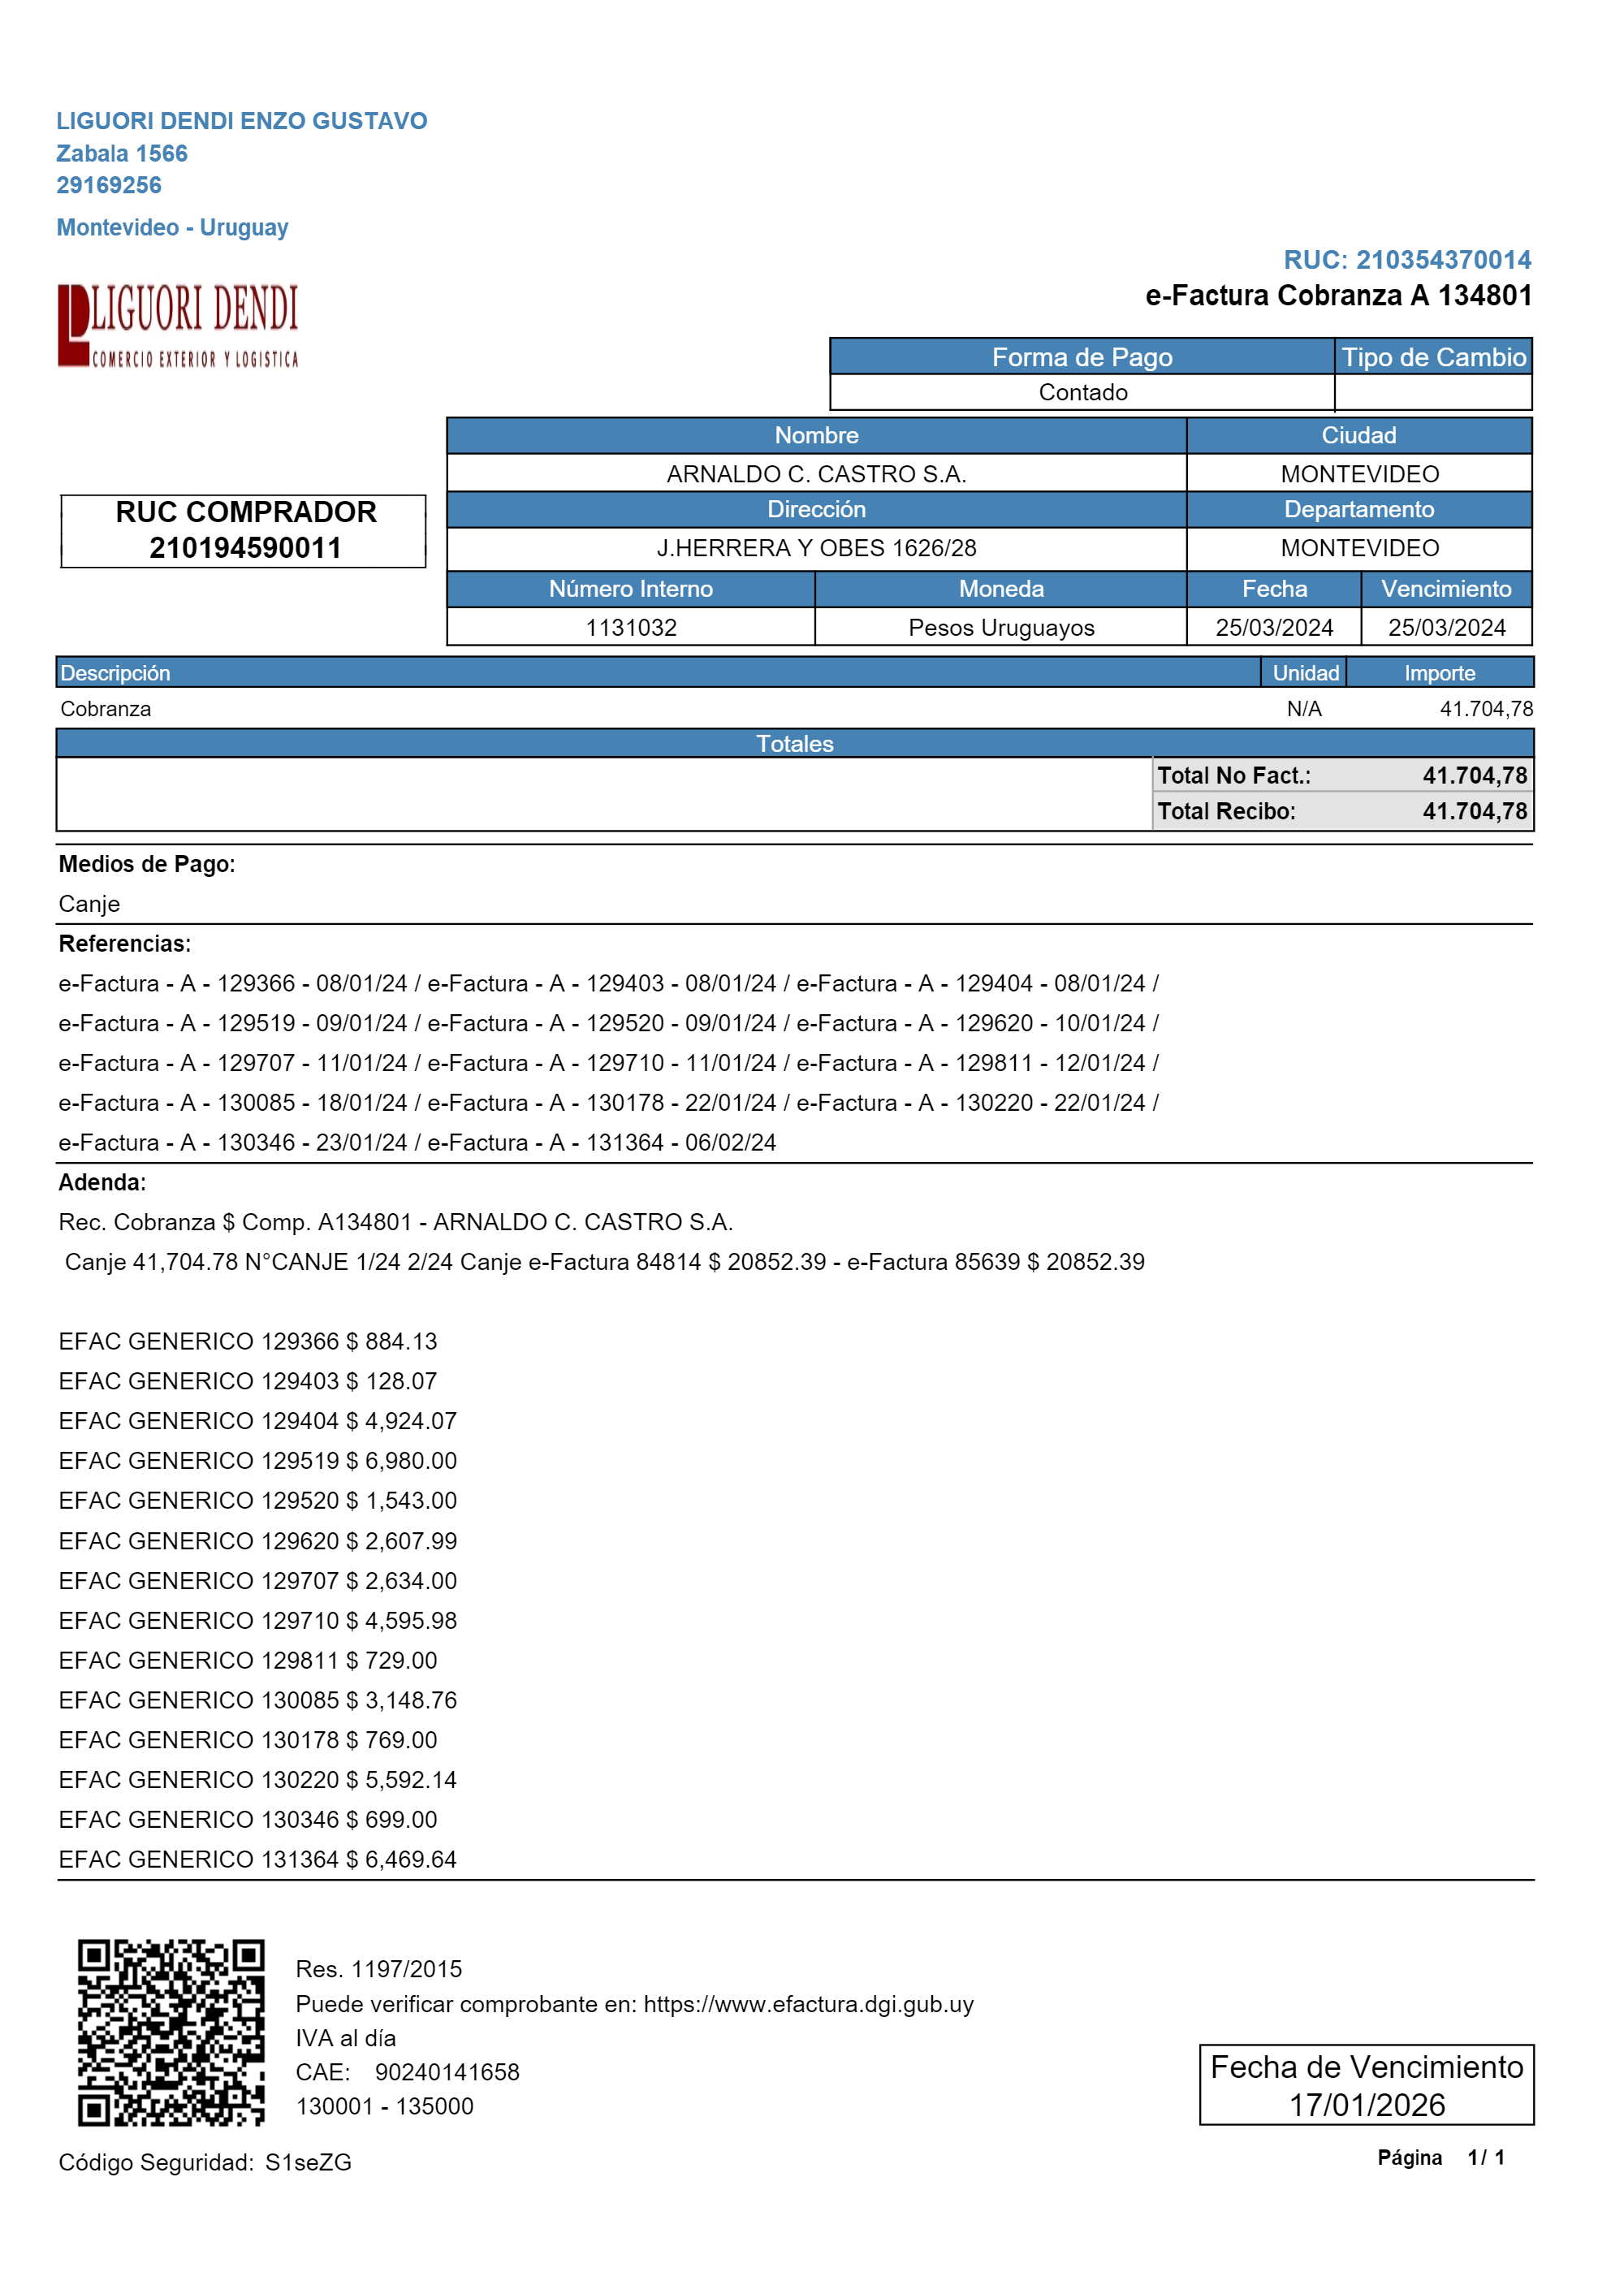 LIGUORI DENDI ENZO GUSTAVO
Zabala 1566
29169256
Montevideo - Uruguay
RUC: 210354370014
e-Factura Cobranza A 134801
LIGUORI DENDI
COMERCIO EXTERIOR Y LOGISTICA
Forma de Pago Tipo de Cambio
Contado
Nombre Ciudad
ARNALDO C. CASTRO S.A. MONTEVIDEO
RUC COMPRADOR
210194590011
Dirección Departamento
J.HERRERA Y OBES 1626/28 MONTEVIDEO
Número Interno Moneda Fecha Vencimiento
1131032 Pesos Uruguayos 25/03/2024 25/03/2024
Descripción Unidad Importe
Cobranza N/A 41.704,78
Totales
Total No Fact.: 41.704,78
Total Recibo: 41.704,78
Medios de Pago:
Canje
Referencias:
e-Factura - A - 129366 - 08/01/24 / e-Factura - A - 129403 - 08/01/24 / e-Factura - A - 129404 - 08/01/24 /
e-Factura - A - 129519 - 09/01/24 / e-Factura - A - 129520 - 09/01/24 / e-Factura - A - 129620 - 10/01/24 /
e-Factura - A - 129707 - 11/01/24 / e-Factura - A - 129710 - 11/01/24 / e-Factura - A - 129811 - 12/01/24 /
e-Factura - A - 130085 - 18/01/24 / e-Factura - A - 130178 - 22/01/24 / e-Factura - A - 130220 - 22/01/24 /
e-Factura - A - 130346 - 23/01/24 / e-Factura - A - 131364 - 06/02/24
Adenda:
Rec. Cobranza $ Comp. A134801 - ARNALDO C. CASTRO S.A.
Canje 41,704.78 N°CANJE 1/24 2/24 Canje e-Factura 84814 $ 20852.39 - e-Factura 85639 $ 20852.39
EFAC GENERICO 129366 $ 884.13
EFAC GENERICO 129403 $ 128.07
EFAC GENERICO 129404 $ 4,924.07
EFAC GENERICO 129519 $ 6,980.00
EFAC GENERICO 129520 $ 1,543.00
EFAC GENERICO 129620 $ 2,607.99
EFAC GENERICO 129707 $ 2,634.00
EFAC GENERICO 129710 $ 4,595.98
EFAC GENERICO 129811 $ 729.00
EFAC GENERICO 130085 $ 3,148.76
EFAC GENERICO 130178 $ 769.00
EFAC GENERICO 130220 $ 5,592.14
EFAC GENERICO 130346 $ 699.00
EFAC GENERICO 131364 $ 6,469.64
Res. 1197/2015
Puede verificar comprobante en: https://www.efactura.dgi.gub.uy
IVA al día
CAE: 90240141658
130001 - 135000
Fecha de Vencimiento
17/01/2026
Código Seguridad: S1seZG
Página 1/ 1